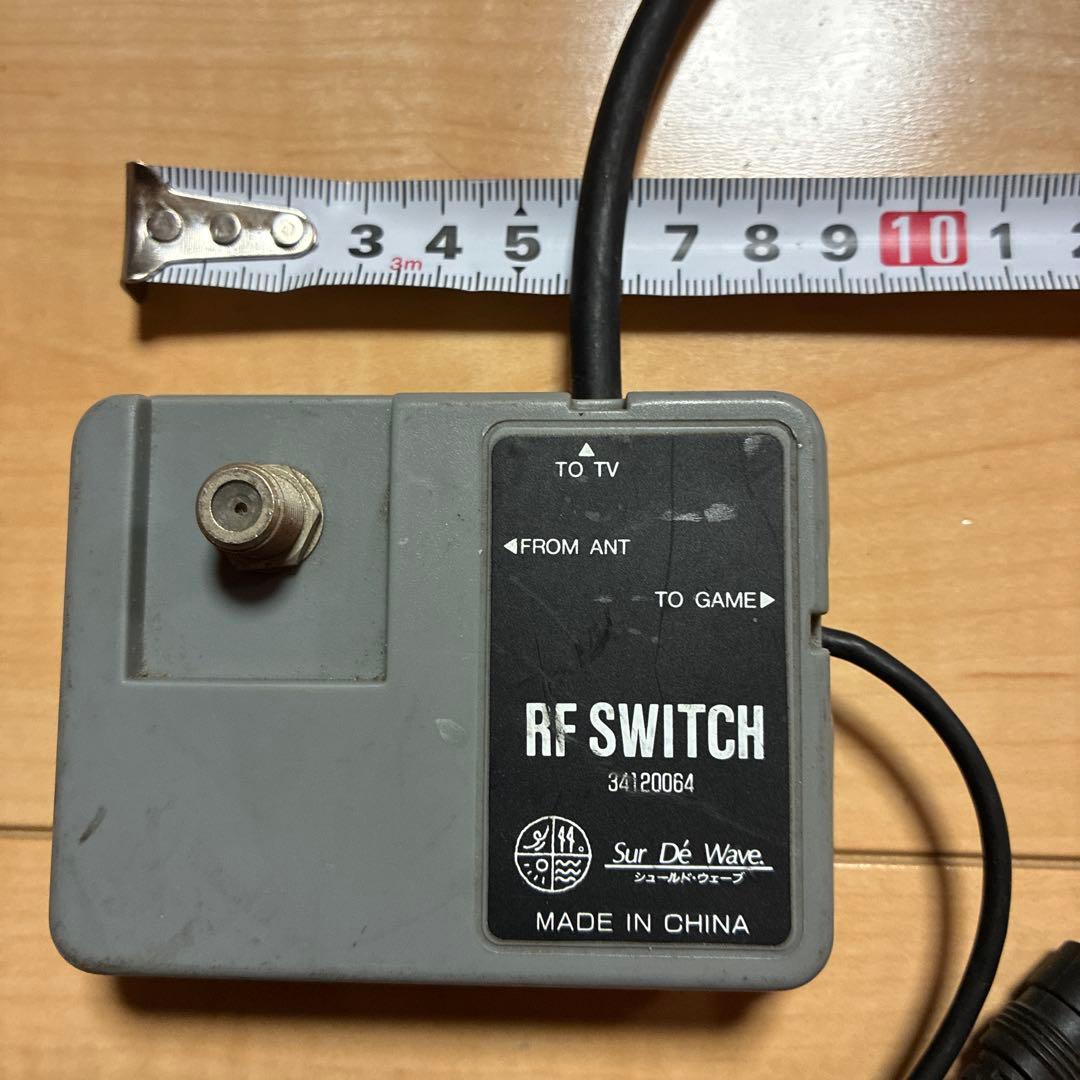 3 4 5 7 8 9 10 1 2
3m
TO TV
◀FROM ANT
TO GAME▶
RF SWITCH
34120064
Sur Dé Wave.
シュールド・ウェーブ
MADE IN CHINA